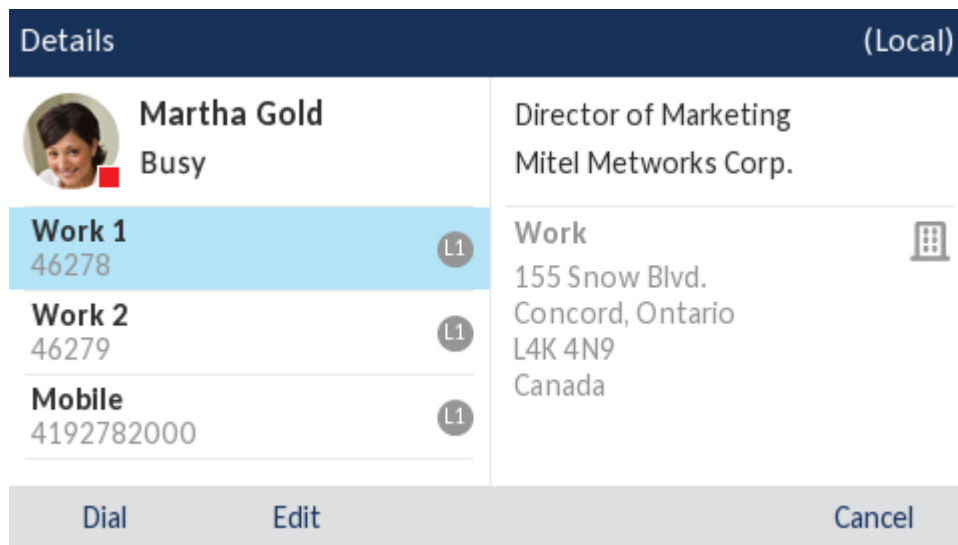 Details (Local)
Martha Gold
Busy
Director of Marketing
Mitel Metworks Corp.
Work 1
46278
L1
Work 2
46279
L1
Mobile
4192782000
L1
Work
155 Snow Blvd.
Concord, Ontario
L4K 4N9
Canada
Dial Edit Cancel